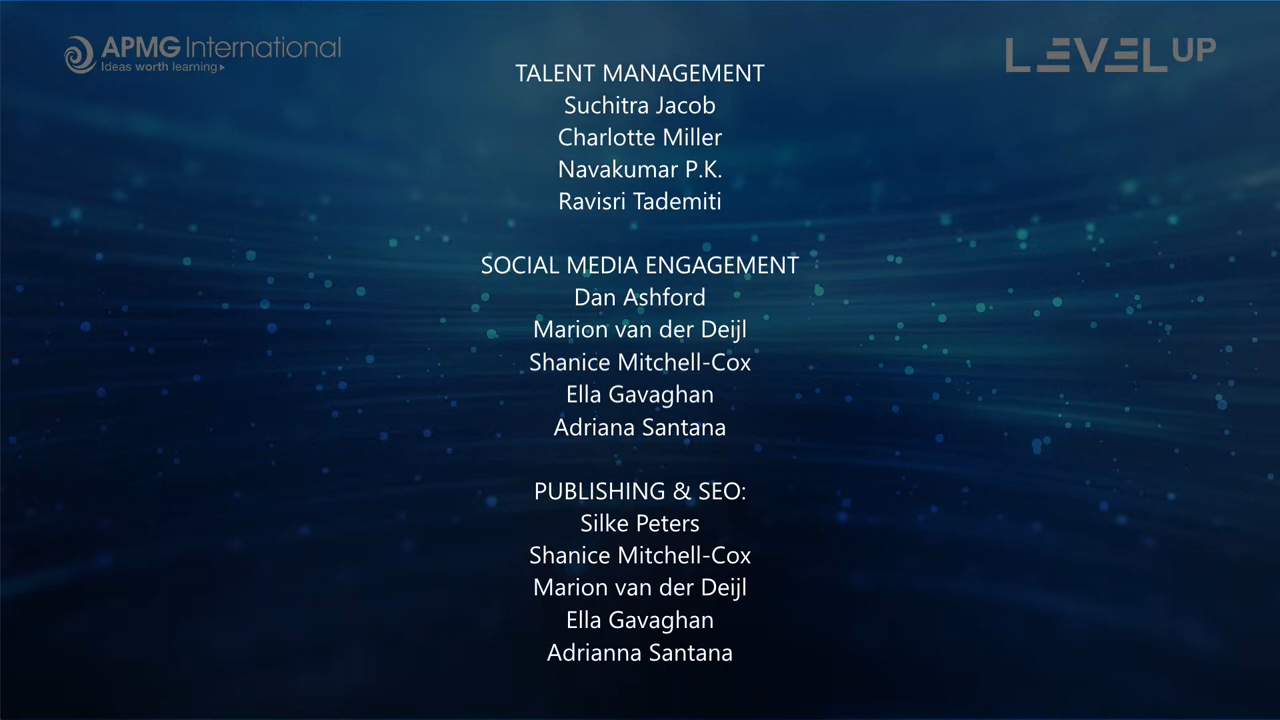 APMG International
Ideas worth learning
LEVEL UP
TALENT MANAGEMENT
Suchitra Jacob
Charlotte Miller
Navakumar P.K.
Ravisri Tademiti
SOCIAL MEDIA ENGAGEMENT
Dan Ashford
Marion van der Deijl
Shanice Mitchell-Cox
Ella Gavaghan
Adriana Santana
PUBLISHING & SEO:
Silke Peters
Shanice Mitchell-Cox
Marion van der Deijl
Ella Gavaghan
Adrianna Santana